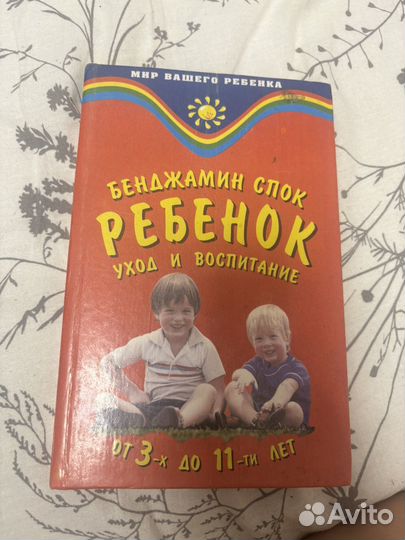 МИР ВАШЕГО РЕБЕНКА
БЕНДЖАМИН СПОК
РЕБЕНОК
УХОД И ВОСПИТАНИЕ
ОТ 3-Х ДО 11-ТИ ЛЕТ
Avito